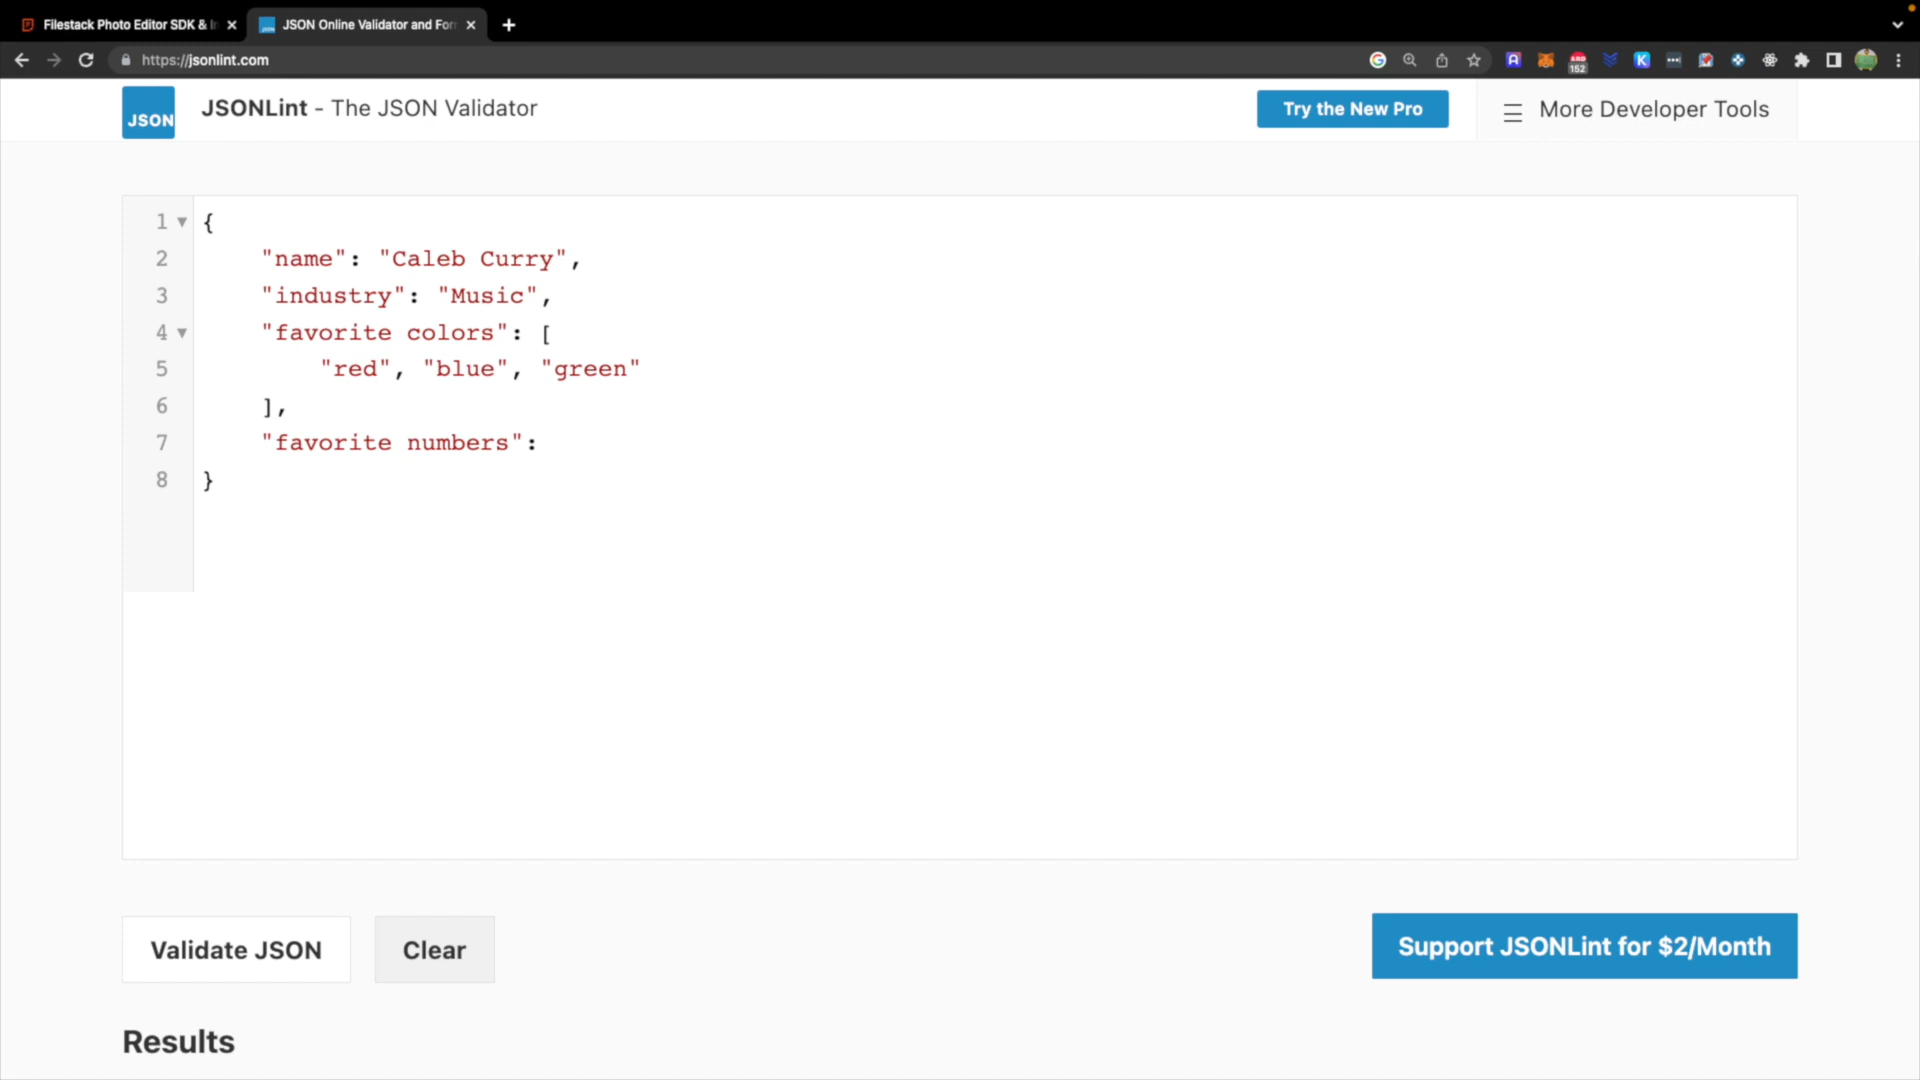 Filestack Photo Editor SDK & I
JSON Online Validator and For
https://jsonlint.com
152
JSON
JSONLint - The JSON Validator
Try the New Pro
More Developer Tools
1 {
2 "name": "Caleb Curry",
3 "industry": "Music",
4 "favorite colors": [
5 "red", "blue", "green"
6 ],
7 "favorite numbers":
8 }
Validate JSON
Clear
Support JSONLint for $2/Month
Results